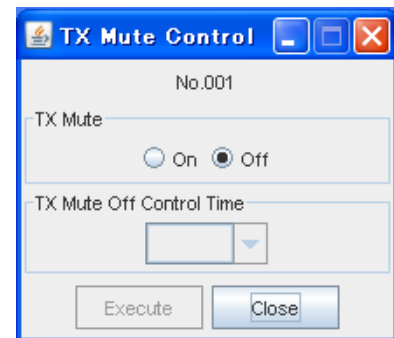 TX Mute Control
No.001
TX Mute
On Off
TX Mute Off Control Time
Execute Close